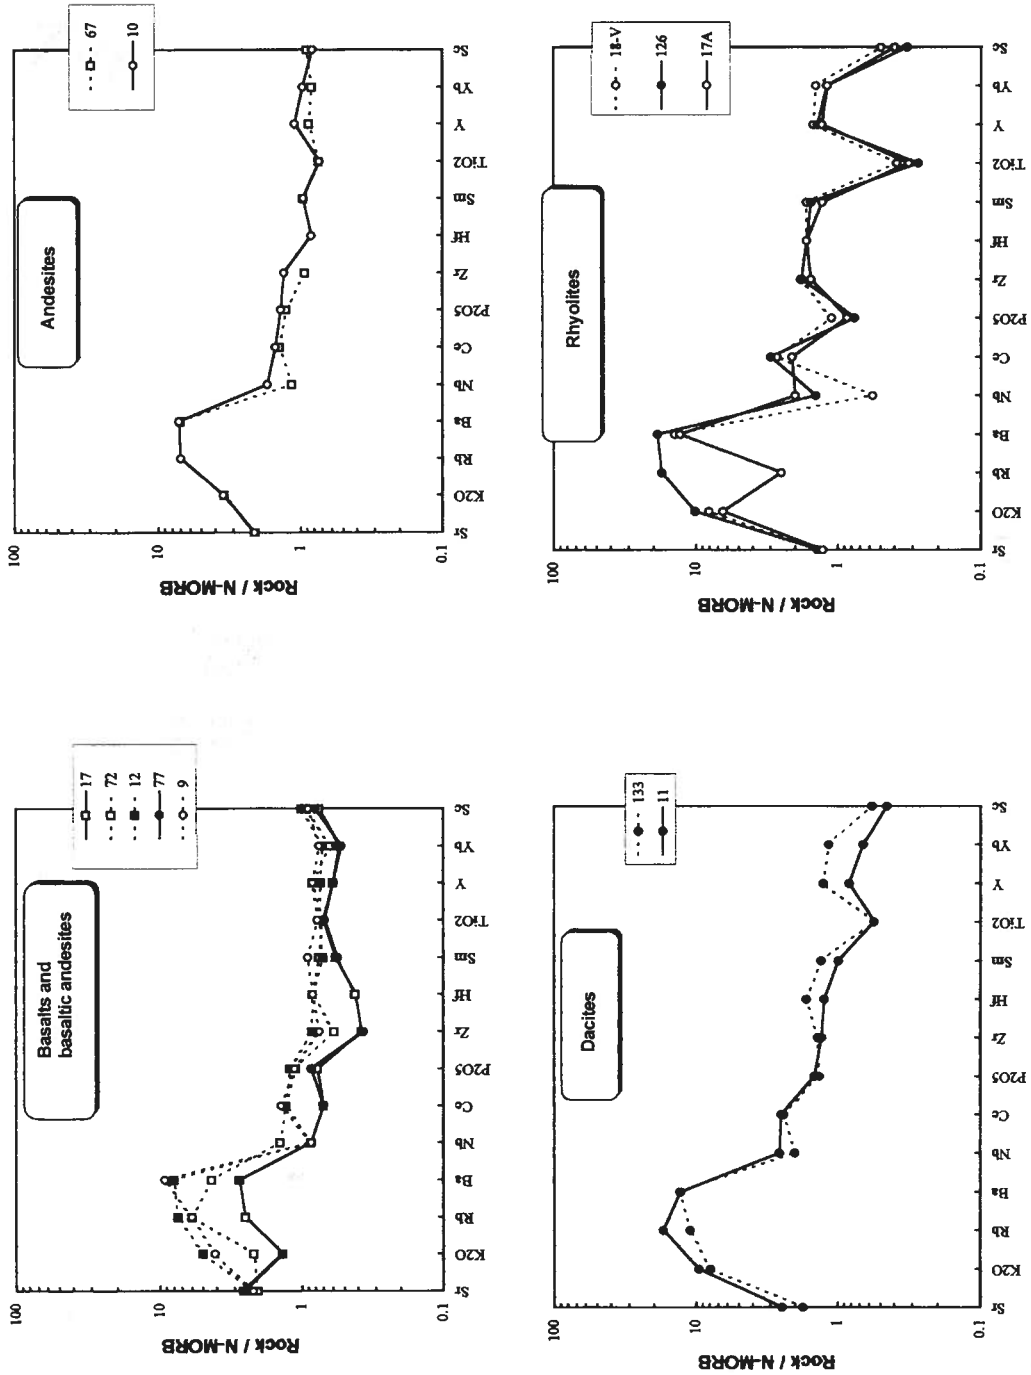 Basalts and
basaltic andesites
17
72
12
77
9
Rock / N-MORB
100
10
1
0.1
Sr K2O Rb Ba Nb Ce P2O5 Zr Hf Sm TiO2 Y Yb Sc
Andesites
67
10
Rock / N-MORB
100
10
1
0.1
Sr K2O Rb Ba Nb Ce P2O5 Zr Hf Sm TiO2 Y Yb Sc
Dacites
133
11
Rock / N-MORB
100
10
1
0.1
Sr K2O Rb Ba Nb Ce P2O5 Zr Hf Sm TiO2 Y Yb Sc
Rhyolites
18-V
126
17A
Rock / N-MORB
100
10
1
0.1
Sr K2O Rb Ba Nb Ce P2O5 Zr Hf Sm TiO2 Y Yb Sc